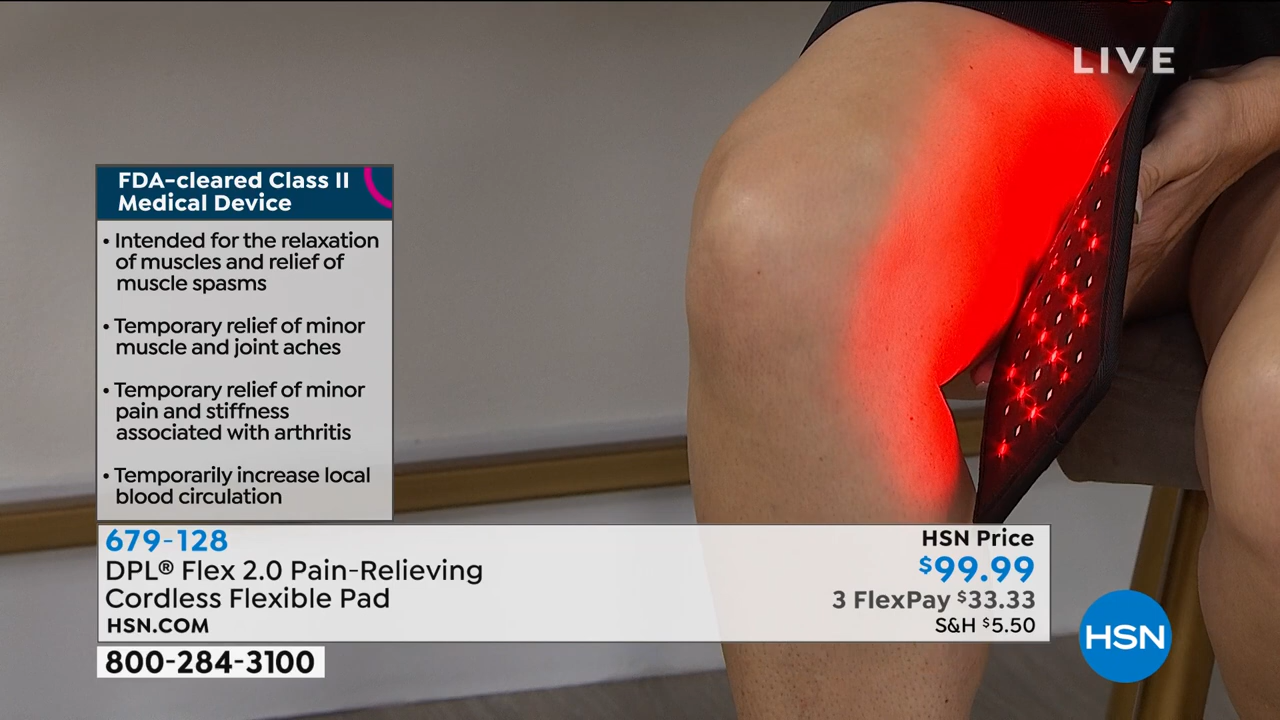 LIVE
FDA-cleared Class II
Medical Device
• Intended for the relaxation
of muscles and relief of
muscle spasms
• Temporary relief of minor
muscle and joint aches
• Temporary relief of minor
pain and stiffness
associated with arthritis
• Temporarily increase local
blood circulation
679-128
DPL® Flex 2.0 Pain-Relieving
Cordless Flexible Pad
HSN.COM
800-284-3100
HSN Price
$99.99
3 FlexPay $33.33
S&H $5.50
HSN